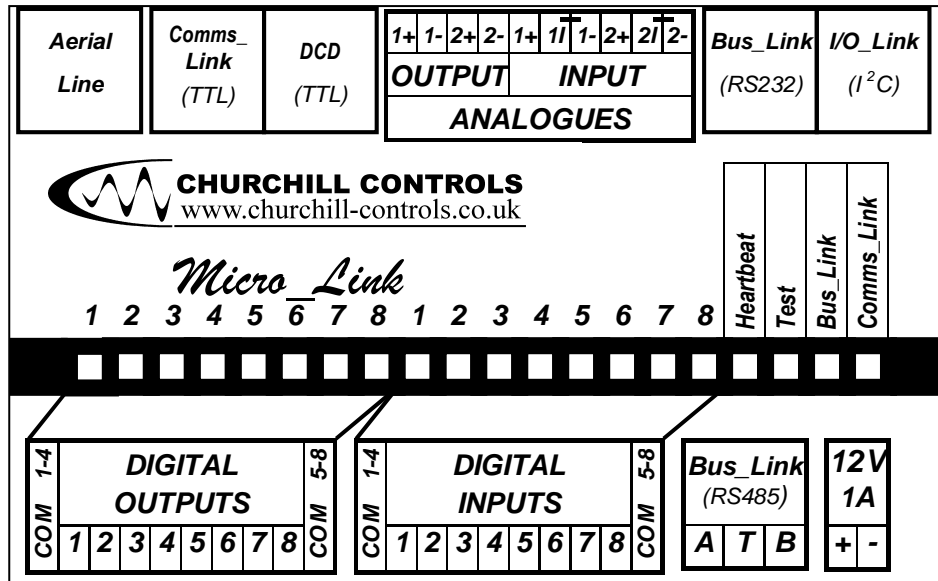 Aerial
Line
Comms_
Link
(TTL)
DCD
(TTL)
1+ 1- 2+ 2- 1+ 1I 1- 2+ 2I 2-
OUTPUT INPUT
ANALOGUES
Bus_Link
(RS232)
I/O_Link
(I²C)
CHURCHILL CONTROLS
www.churchill-controls.co.uk
Micro_Link
1 2 3 4 5 6 7 8 1 2 3 4 5 6 7 8
Heartbeat
Test
Bus_Link
Comms_Link
COM 1-4
DIGITAL
OUTPUTS
1 2 3 4 5 6 7 8
COM 5-8
COM 1-4
DIGITAL
INPUTS
1 2 3 4 5 6 7 8
COM 5-8
Bus_Link
(RS485)
A T B
12V
1A
+ -